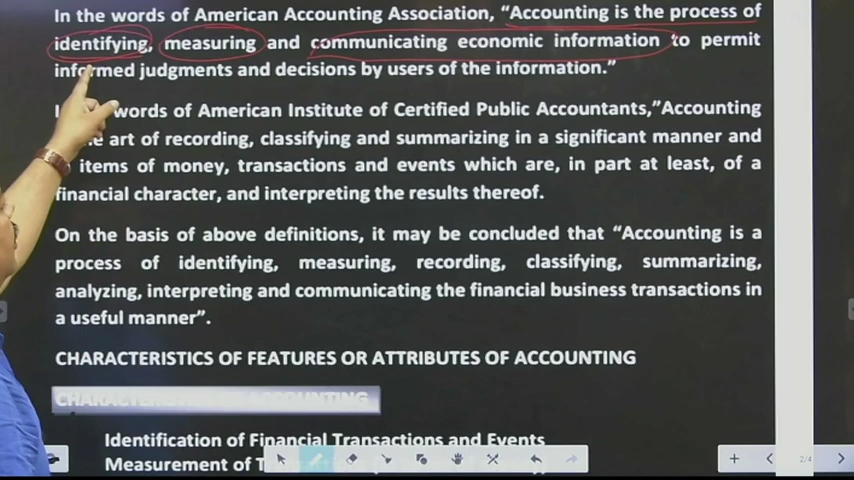 In the words of American Accounting Association, "Accounting is the process of
identifying, measuring and communicating economic information to permit
informed judgments and decisions by users of the information."
words of American Institute of Certified Public Accountants,"Accounting
art of recording, classifying and summarizing in a significant manner and
items of money, transactions and events which are, in part at least, of a
financial character, and interpreting the results thereof.
On the basis of above definitions, it may be concluded that "Accounting is a
process of identifying, measuring, recording, classifying, summarizing,
analyzing, interpreting and communicating the financial business transactions in
a useful manner".
CHARACTERISTICS OF FEATURES OR ATTRIBUTES OF ACCOUNTING
ACCOUNTING
Identification of Financial Transactions and Events
Measurement of
2/4